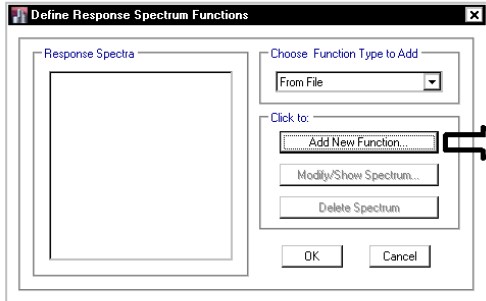 Define Response Spectrum Functions
Response Spectra
Choose Function Type to Add
From File
Click to:
Add New Function...
Modify/Show Spectrum...
Delete Spectrum
OK
Cancel